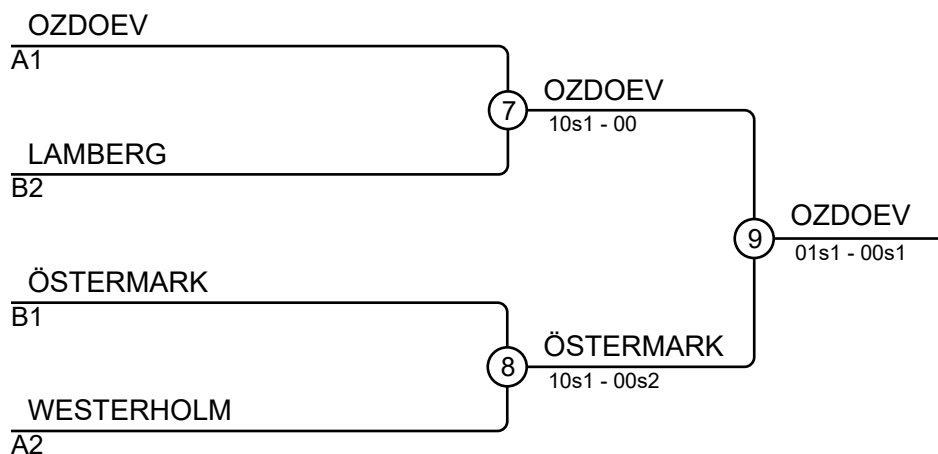 OZDOEV
A1
7
OZDOEV
10s1 - 00
LAMBERG
B2
9
OZDOEV
01s1 - 00s1
ÖSTERMARK
B1
8
ÖSTERMARK
10s1 - 00s2
WESTERHOLM
A2